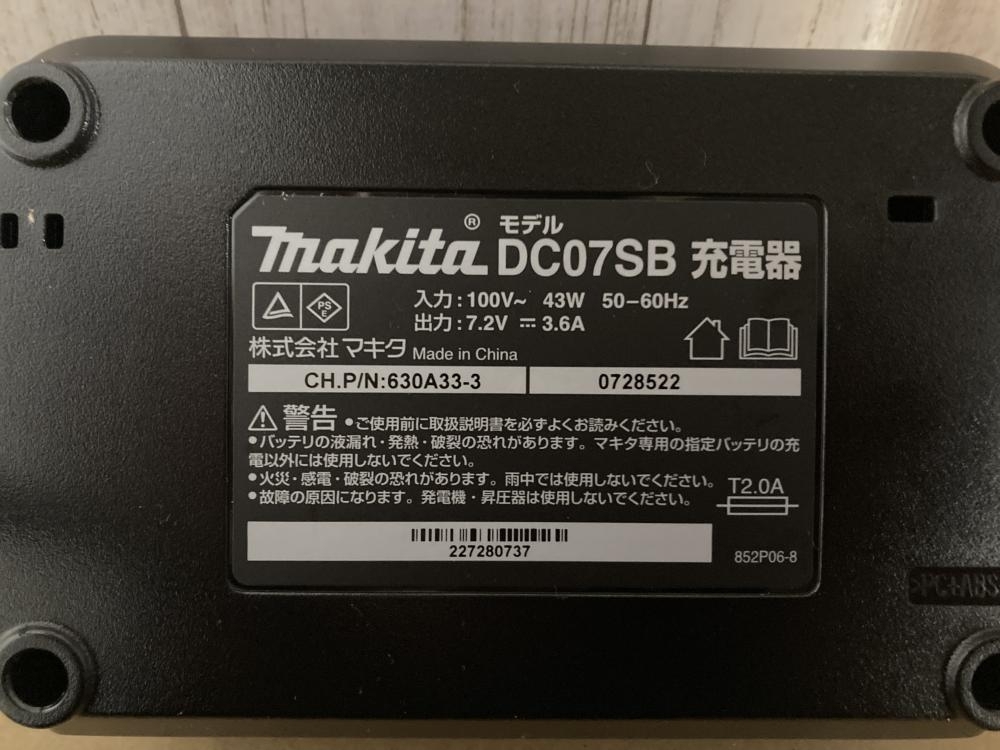 makita® モデル DC07SB 充電器
PS E
入力:100V~ 43W 50-60Hz
出力:7.2V ⎓ 3.6A
株式会社 マキタ Made in China
CH.P/N:630A33-3 0728522
⚠警告 •ご使用前に取扱説明書を必ずよくお読みください。
•バッテリの液漏れ・発熱・破裂の恐れがあります。マキタ専用の指定バッテリの充
電以外には使用しないでください。
•火災・感電・破裂の恐れがあります。雨中では使用しないでください。
•故障の原因になります。発電機・昇圧器は使用しないでください。
T2.0A
227280737
852P06-8
>PC+ABS